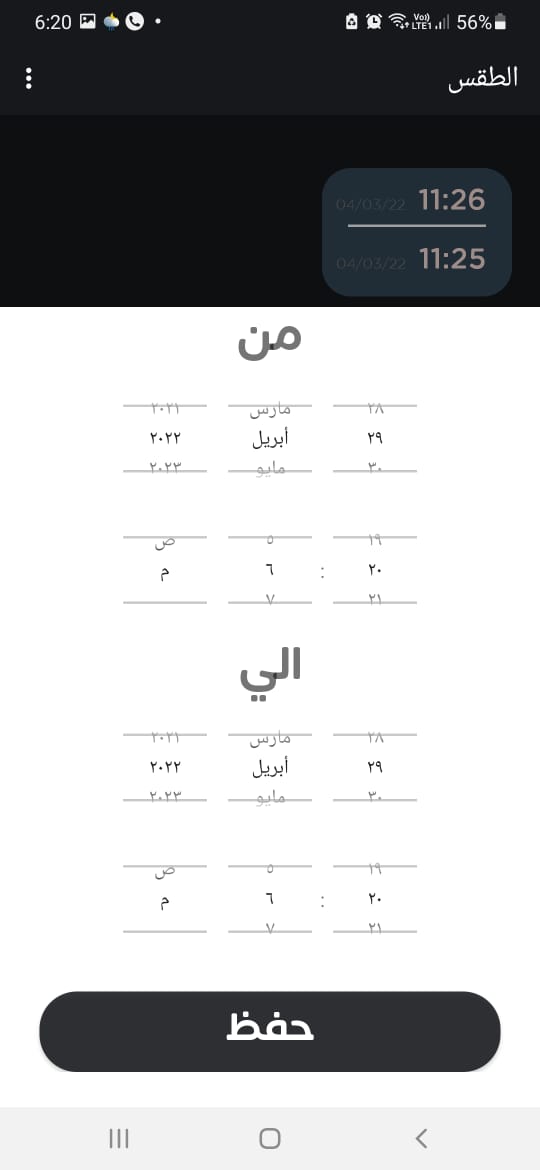 6:20 Vo)) LTE1 56%
الطقس
11:26 04/03/22
11:25 04/03/22
من
٢٨ مارس ٢٠٢١
٢٩ أبريل ٢٠٢٢
٣٠ مايو ٢٠٢٣
١٩ ٥ ص
٢٠ : ٦ م
٢١ ٧
الي
٢٨ مارس ٢٠٢١
٢٩ أبريل ٢٠٢٢
٣٠ مايو ٢٠٢٣
١٩ ٥ ص
٢٠ : ٦ م
٢١ ٧
حفظ